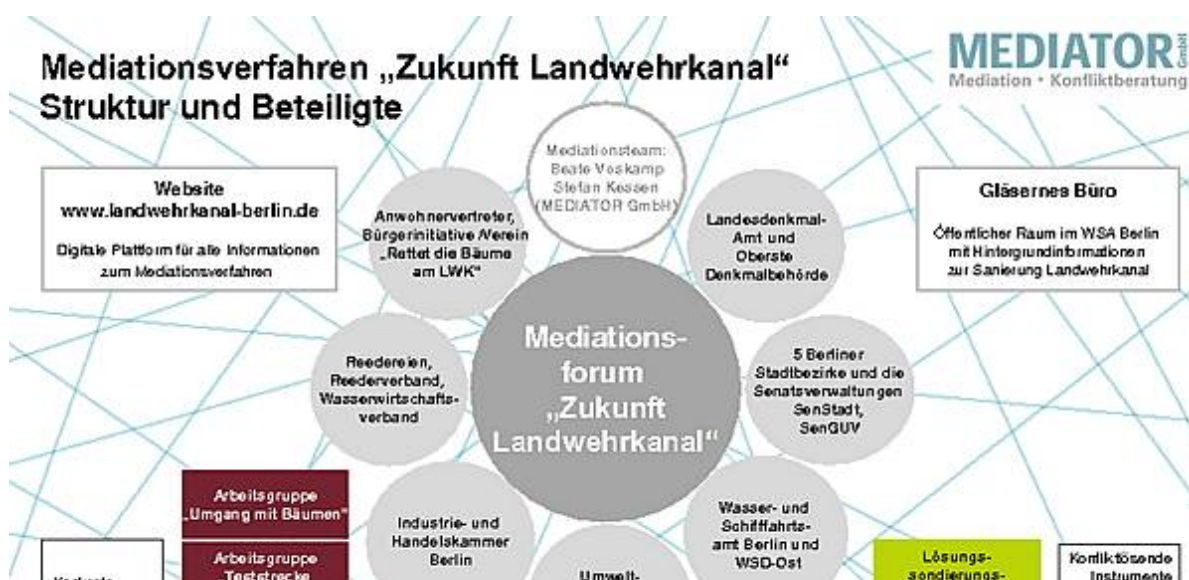 Mediationsverfahren „Zukunft Landwehrkanal“
Struktur und Beteiligte
MEDIATOR GmbH
Mediation • Konfliktberatung
Mediationsteam:
Beate Voskamp
Stefan Kessen
(MEDIATOR GmbH)
Website
www.landwehrkanal-berlin.de
Digitale Plattform für alle Informationen
zum Mediationsverfahren
Anwohnervertreter,
Bürgerinitiative/Verein
„Rettet die Bäume
am LWK“
Landesdenkmal-
Amt und
Oberste
Denkmalbehörde
Gläsernes Büro
Öffentlicher Raum im WSA Berlin
mit Hintergrundinformationen
zur Sanierung Landwehrkanal
Mediations-
forum
„Zukunft
Landwehrkanal“
Reedereien,
Reederverband,
Wasserwirtschafts-
verband
5 Berliner
Stadtbezirke und die
Senatsverwaltungen
SenStadt,
SenGUV
Arbeitsgruppe
„Umgang mit Bäumen“
Arbeitsgruppe
Teststrecke
Industrie- und
Handelskammer
Berlin
Umwelt-
Wasser- und
Schifffahrts-
amt Berlin und
WSD-Ost
Lösungs-
sondierungs-
Konfliktlösende
Instrumente